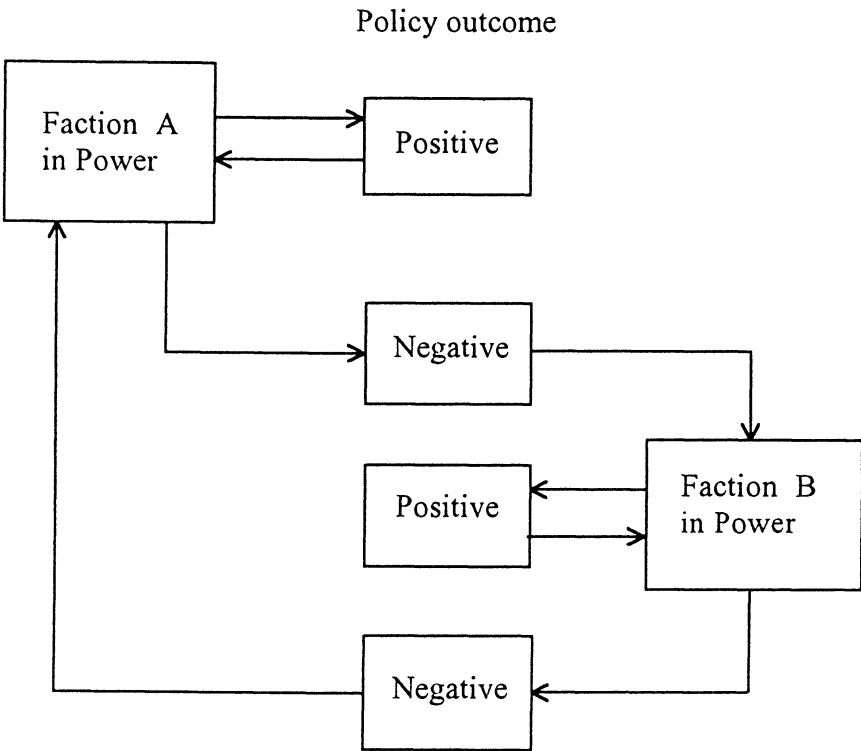 Policy outcome
Faction A
in Power
Positive
Negative
Positive
Faction B
in Power
Negative